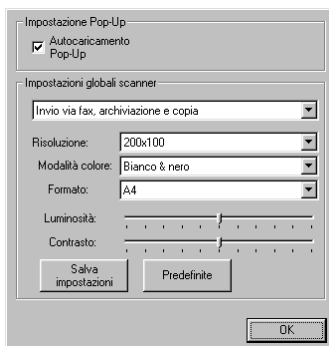 Impostazione Pop-Up
Autocaricamento
Pop-Up
Impostazioni globali scanner
Invio via fax, archiviazione e copia
Risoluzione: 200x100
Modalità colore: Bianco & nero
Formato: A4
Luminosità:
Contrasto:
Salva
impostazioni
Predefinite
OK